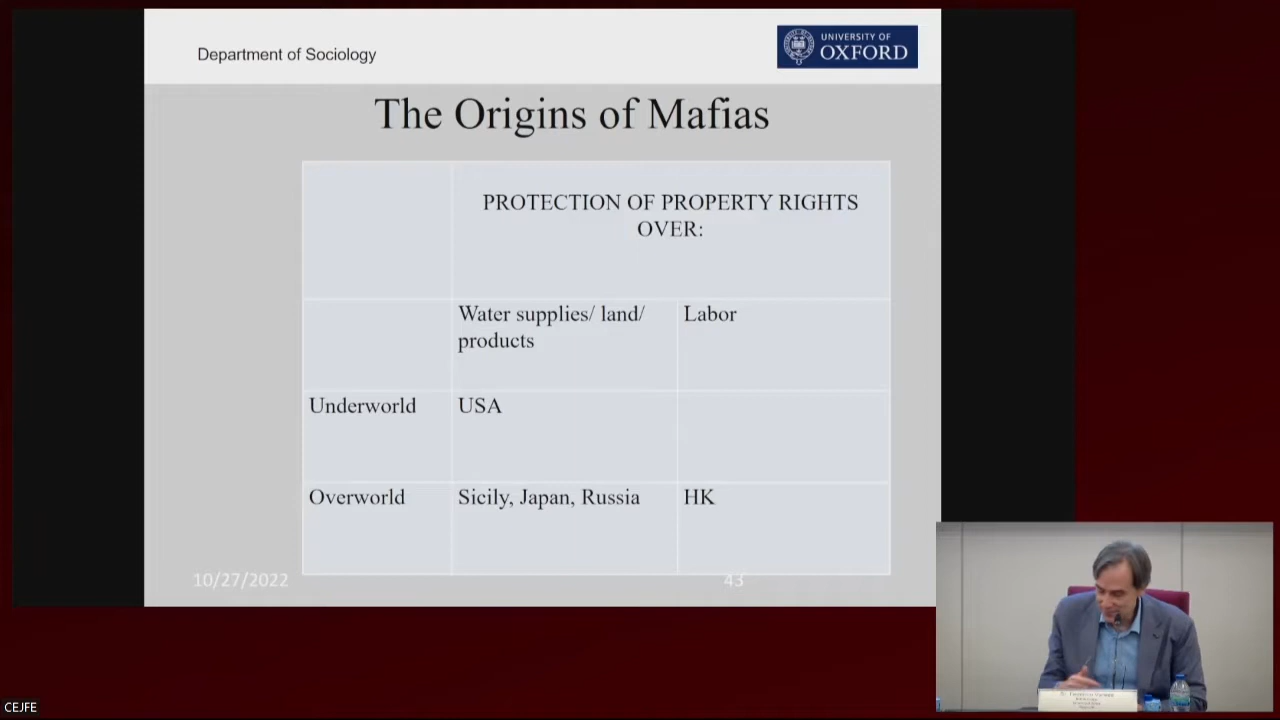 Department of Sociology
UNIVERSITY OF
OXFORD
The Origins of Mafias
PROTECTION OF PROPERTY RIGHTS
OVER:
Water supplies/ land/
products
Labor
Underworld
USA
Overworld
Sicily, Japan, Russia
HK
10/27/2022
43
CEJFE